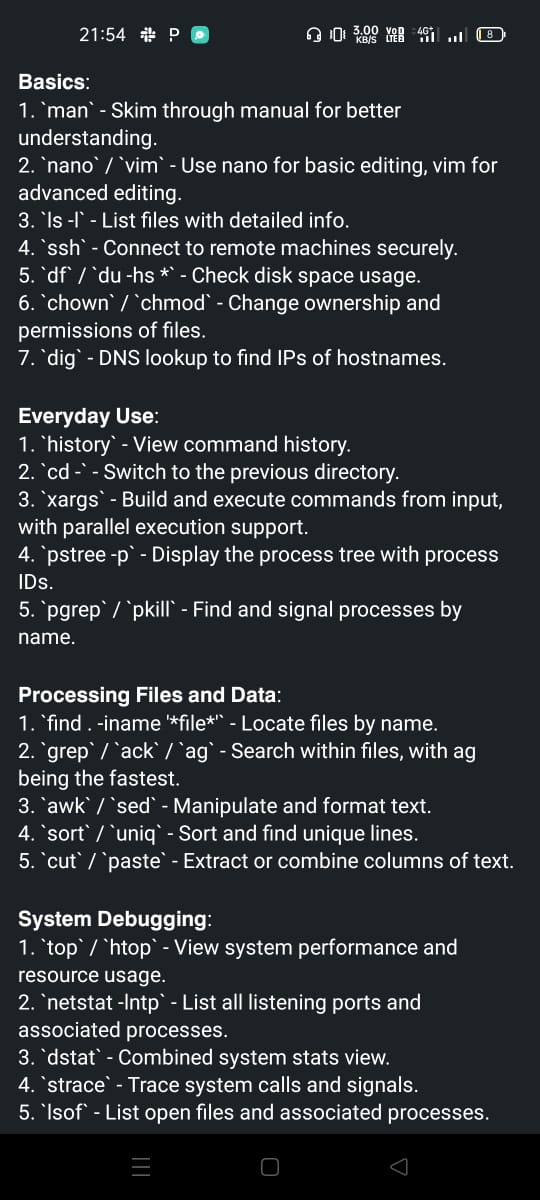 21:54 P 3.00 KB/S VoD LTE 4G+ 8
Basics:
1. `man` - Skim through manual for better
understanding.
2. `nano` / `vim` - Use nano for basic editing, vim for
advanced editing.
3. `ls -l` - List files with detailed info.
4. `ssh` - Connect to remote machines securely.
5. `df` / `du -hs *` - Check disk space usage.
6. `chown` / `chmod` - Change ownership and
permissions of files.
7. `dig` - DNS lookup to find IPs of hostnames.
Everyday Use:
1. `history` - View command history.
2. `cd -` - Switch to the previous directory.
3. `xargs` - Build and execute commands from input,
with parallel execution support.
4. `pstree -p` - Display the process tree with process
IDs.
5. `pgrep` / `pkill` - Find and signal processes by
name.
Processing Files and Data:
1. `find . -iname '*file*'` - Locate files by name.
2. `grep` / `ack` / `ag` - Search within files, with ag
being the fastest.
3. `awk` / `sed` - Manipulate and format text.
4. `sort` / `uniq` - Sort and find unique lines.
5. `cut` / `paste` - Extract or combine columns of text.
System Debugging:
1. `top` / `htop` - View system performance and
resource usage.
2. `netstat -lntp` - List all listening ports and
associated processes.
3. `dstat` - Combined system stats view.
4. `strace` - Trace system calls and signals.
5. `lsof` - List open files and associated processes.